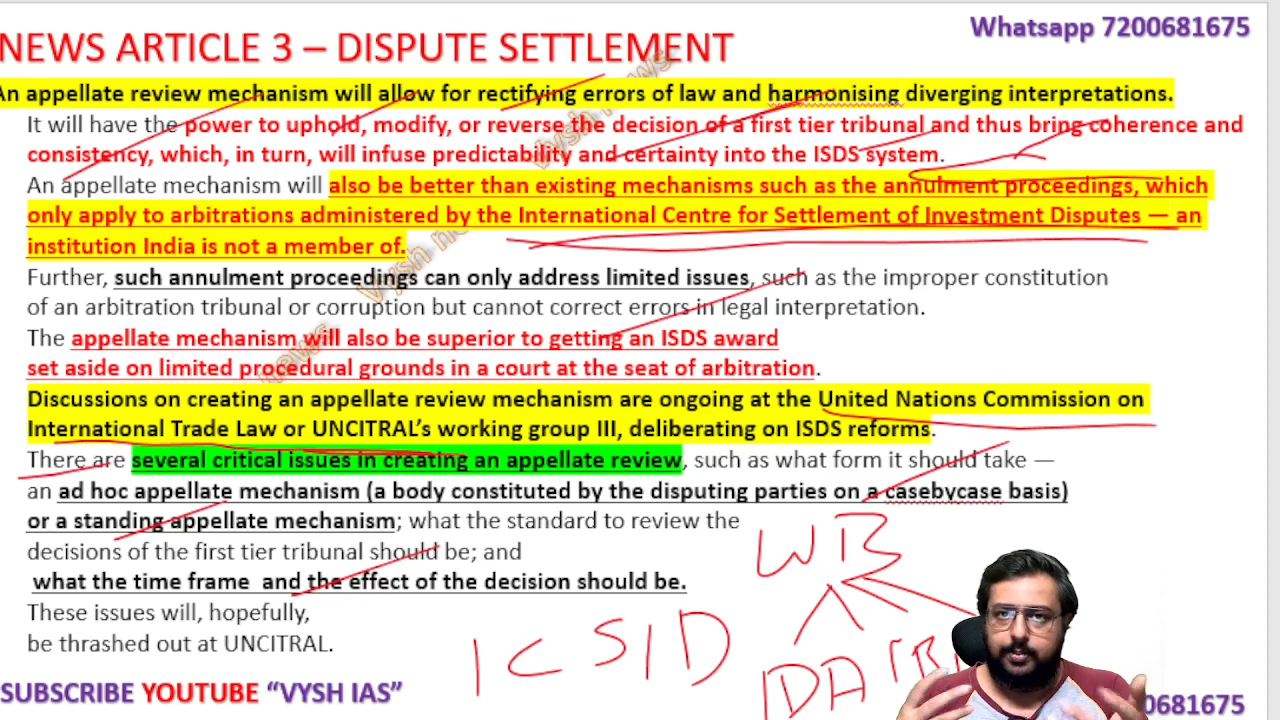 Whatsapp 7200681675
NEWS ARTICLE 3 – DISPUTE SETTLEMENT
An appellate review mechanism will allow for rectifying errors of law and harmonising diverging interpretations.
It will have the power to uphold, modify, or reverse the decision of a first tier tribunal and thus bring coherence and
consistency, which, in turn, will infuse predictability and certainty into the ISDS system.
An appellate mechanism will also be better than existing mechanisms such as the annulment proceedings, which
only apply to arbitrations administered by the International Centre for Settlement of Investment Disputes — an
institution India is not a member of.
Further, such annulment proceedings can only address limited issues, such as the improper constitution
of an arbitration tribunal or corruption but cannot correct errors in legal interpretation.
The appellate mechanism will also be superior to getting an ISDS award
set aside on limited procedural grounds in a court at the seat of arbitration.
Discussions on creating an appellate review mechanism are ongoing at the United Nations Commission on
International Trade Law or UNCITRAL’s working group III, deliberating on ISDS reforms.
There are several critical issues in creating an appellate review, such as what form it should take —
an ad hoc appellate mechanism (a body constituted by the disputing parties on a casebycase basis)
or a standing appellate mechanism; what the standard to review the
decisions of the first tier tribunal should be; and
what the time frame and the effect of the decision should be.
These issues will, hopefully,
be thrashed out at UNCITRAL.
WB
ICSID
IDA
SUBSCRIBE YOUTUBE “VYSH IAS”
0681675
Vysh news
Vysh news
news